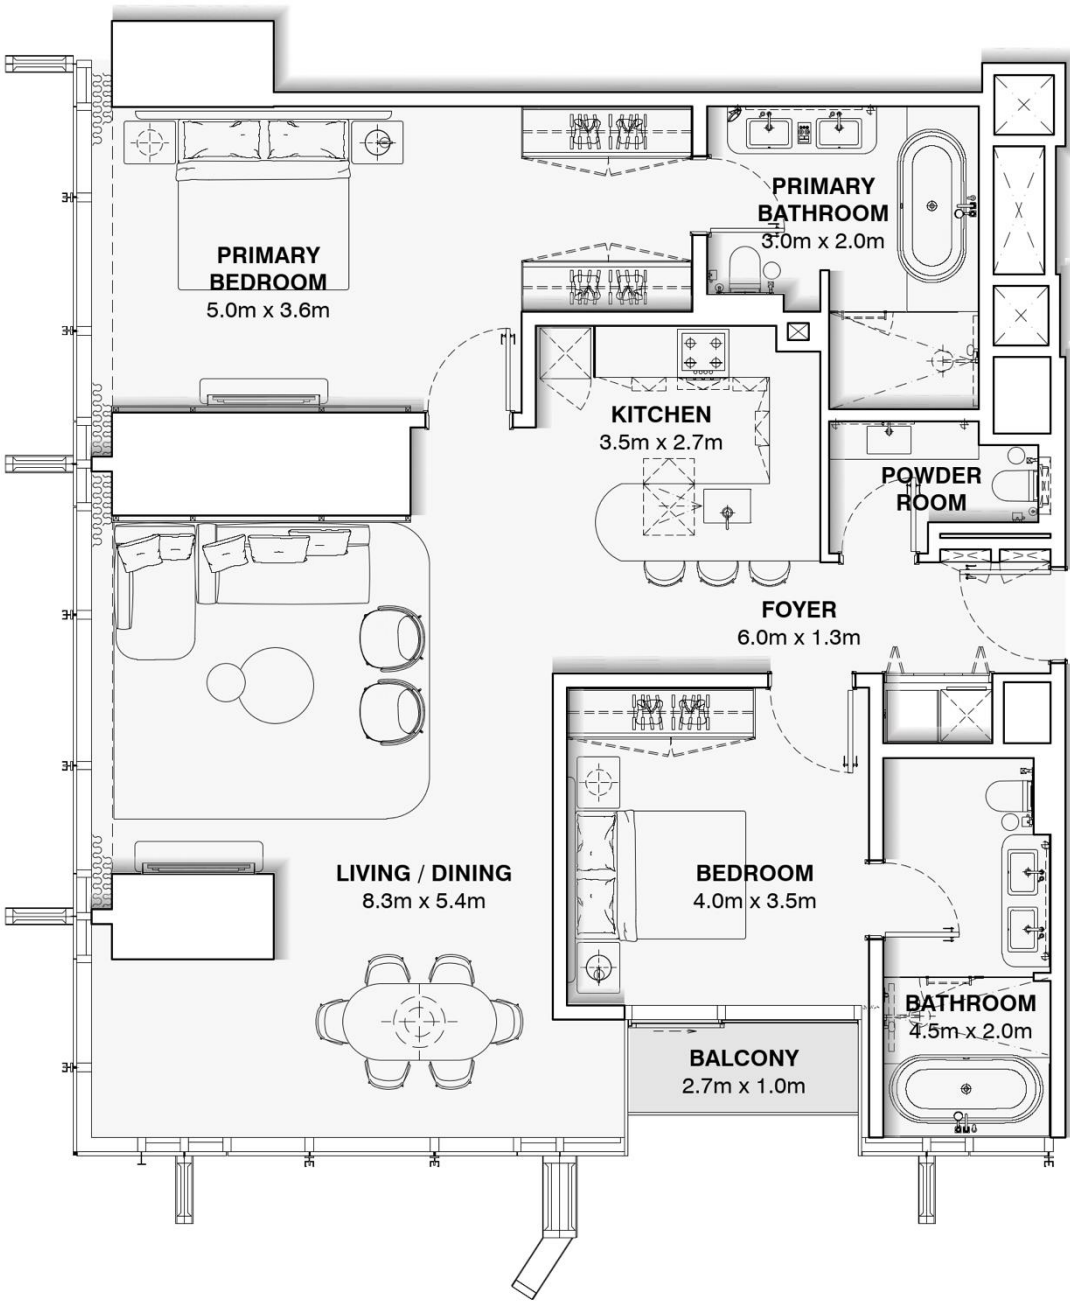 PRIMARY
BATHROOM
3.0m x 2.0m
PRIMARY
BEDROOM
5.0m x 3.6m
KITCHEN
3.5m x 2.7m
POWDER
ROOM
FOYER
6.0m x 1.3m
LIVING / DINING
8.3m x 5.4m
BEDROOM
4.0m x 3.5m
BATHROOM
4.5m x 2.0m
BALCONY
2.7m x 1.0m